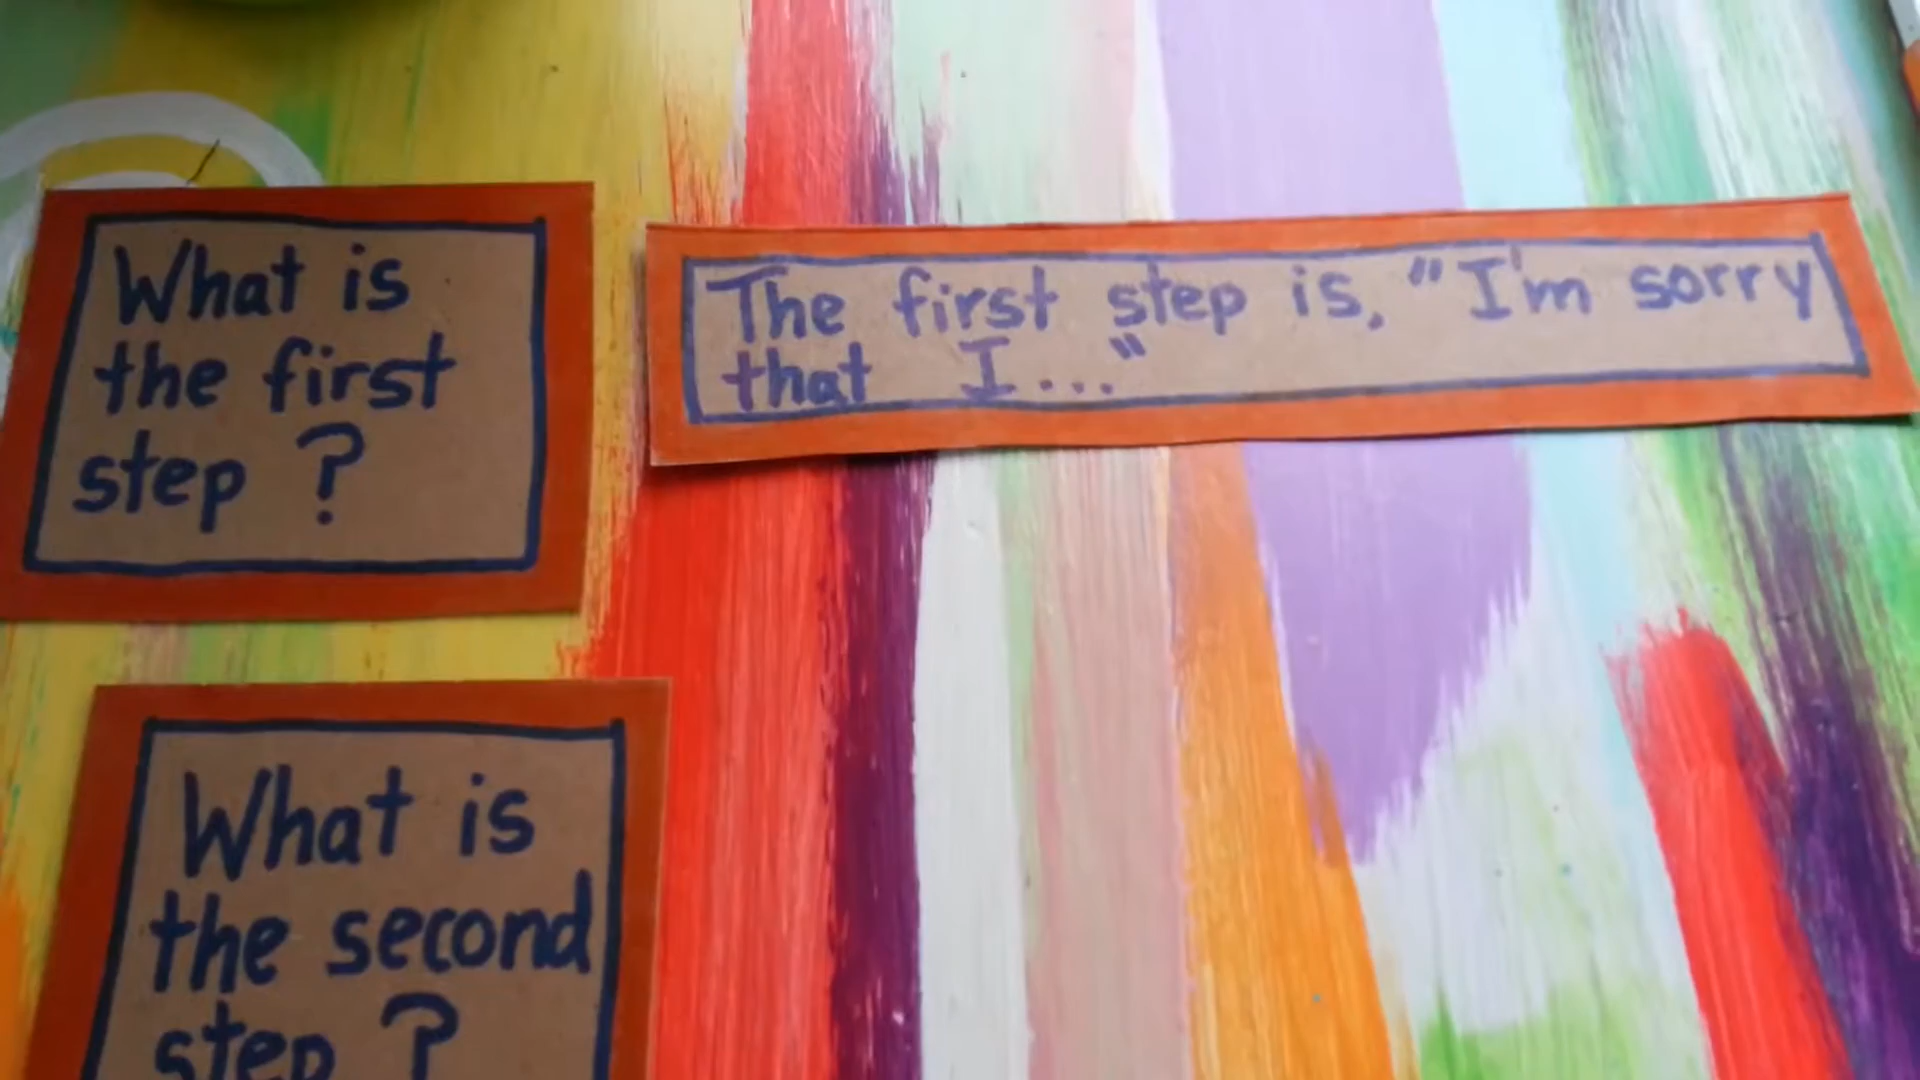 What is
the first
step ?
The first step is, "I'm sorry
that I..."
What is
the second
step ?